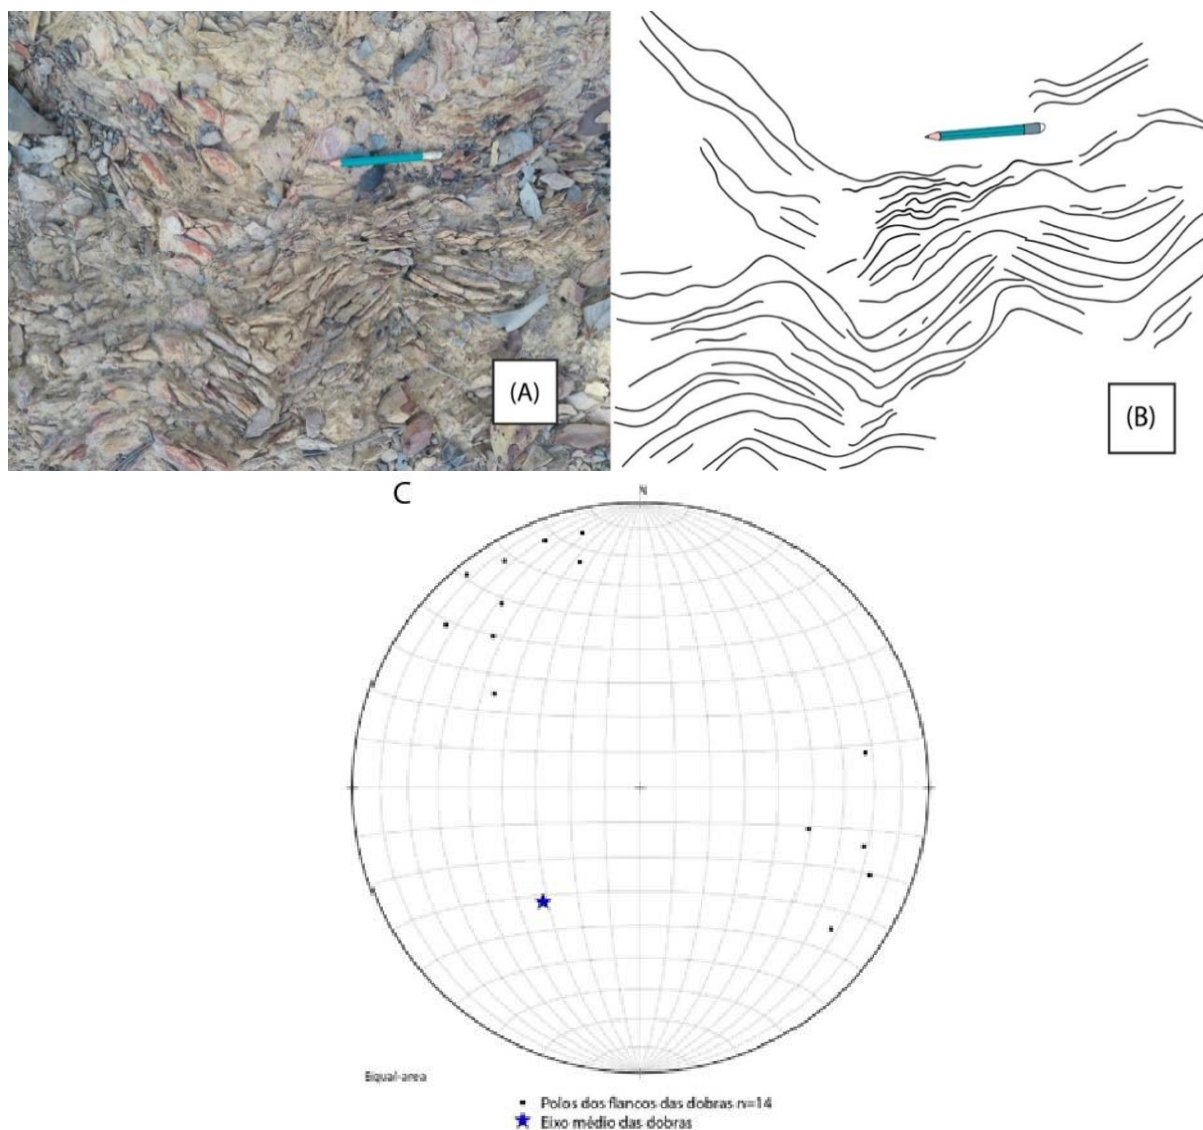 (A)
(B)
C
N
Equal-area
Polos dos flancos das dobras n=14
Eixo médio das dobras